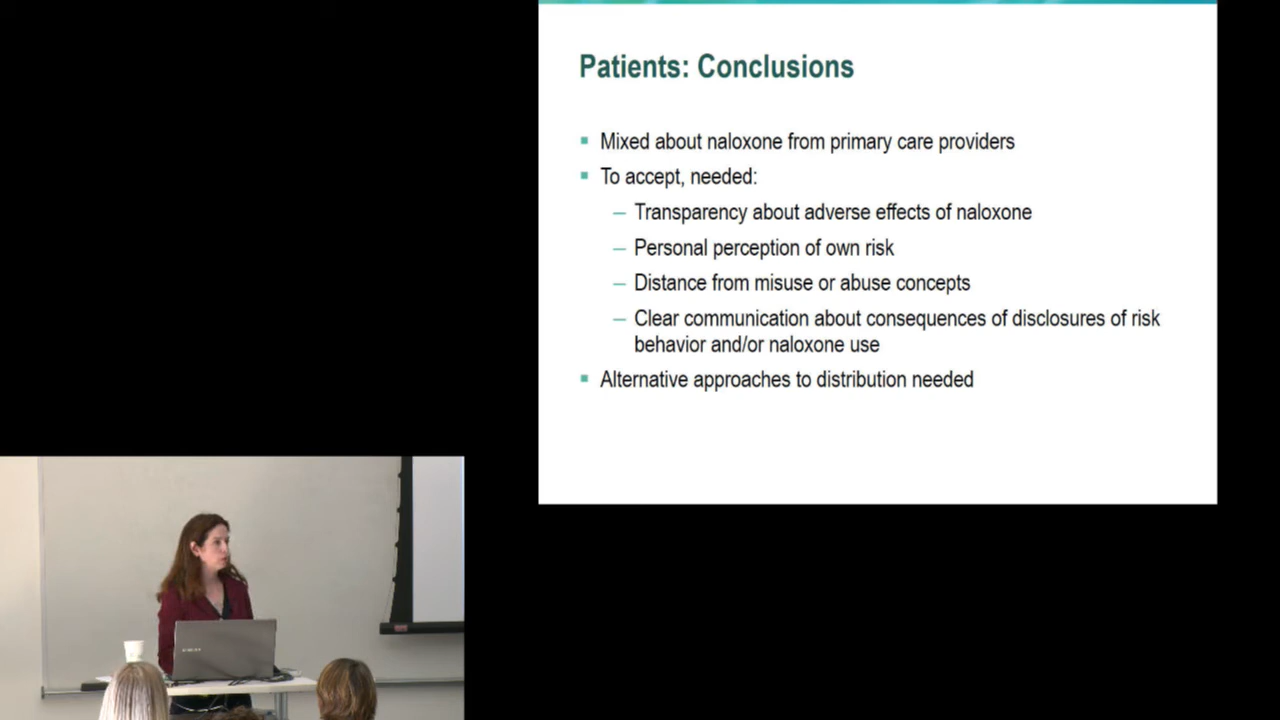 Patients: Conclusions
Mixed about naloxone from primary care providers
To accept, needed:
– Transparency about adverse effects of naloxone
– Personal perception of own risk
– Distance from misuse or abuse concepts
– Clear communication about consequences of disclosures of risk
behavior and/or naloxone use
Alternative approaches to distribution needed